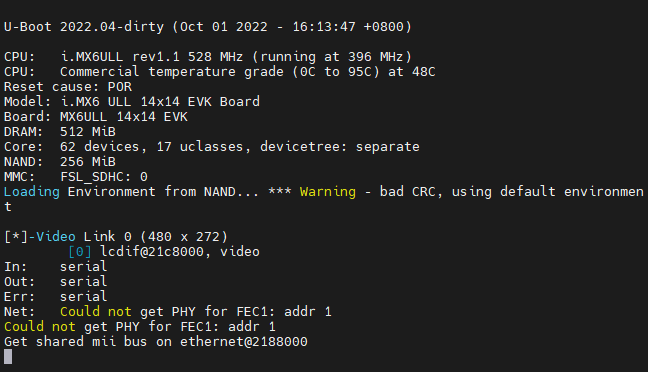 U-Boot 2022.04-dirty (Oct 01 2022 - 16:13:47 +0800)
CPU:   i.MX6ULL rev1.1 528 MHz (running at 396 MHz)
CPU:   Commercial temperature grade (0C to 95C) at 48C
Reset cause: POR
Model: i.MX6 ULL 14x14 EVK Board
Board: MX6ULL 14x14 EVK
DRAM:  512 MiB
Core:  62 devices, 17 uclasses, devicetree: separate
NAND:  256 MiB
MMC:   FSL_SDHC: 0
Loading Environment from NAND... *** Warning - bad CRC, using default environmen
t
[*]-Video Link 0 (480 x 272)
        [0] lcdif@21c8000, video
In:    serial
Out:   serial
Err:   serial
Net:   Could not get PHY for FEC1: addr 1
Could not get PHY for FEC1: addr 1
Get shared mii bus on ethernet@2188000